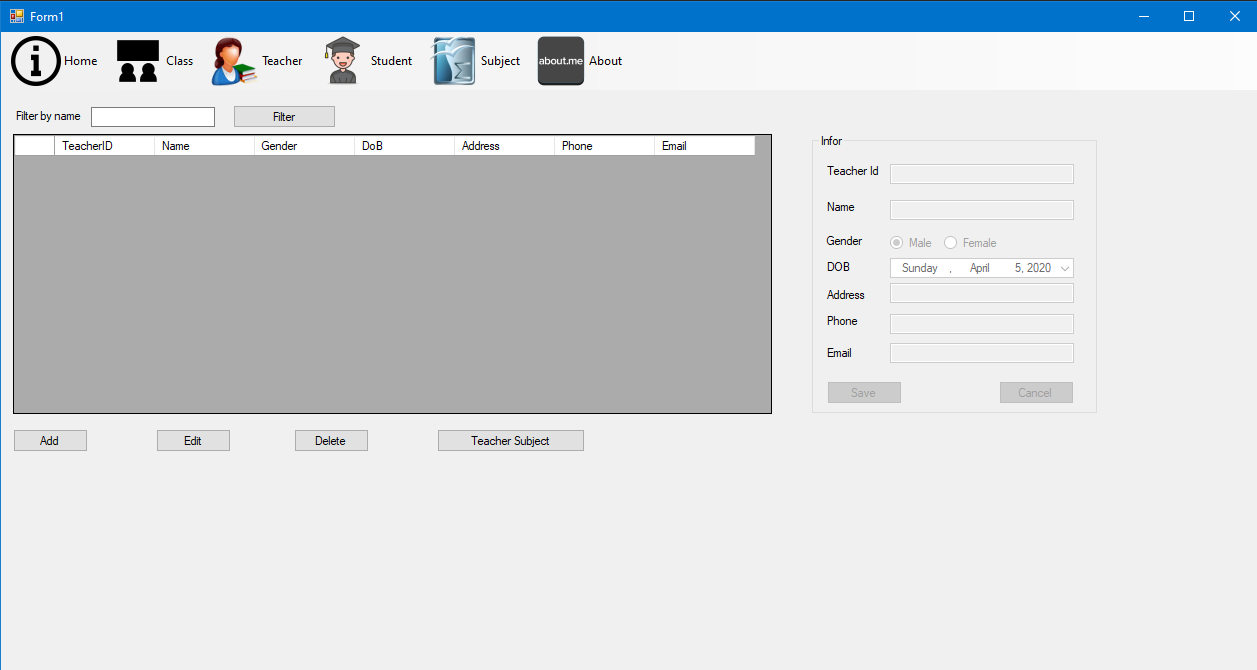 Form1
Home Class Teacher Student Subject about.me About
Filter by name Filter
TeacherID Name Gender DoB Address Phone Email
Infor
Teacher Id
Name
Gender Male Female
DOB Sunday , April 5, 2020
Address
Phone
Email
Save Cancel
Add Edit Delete Teacher Subject